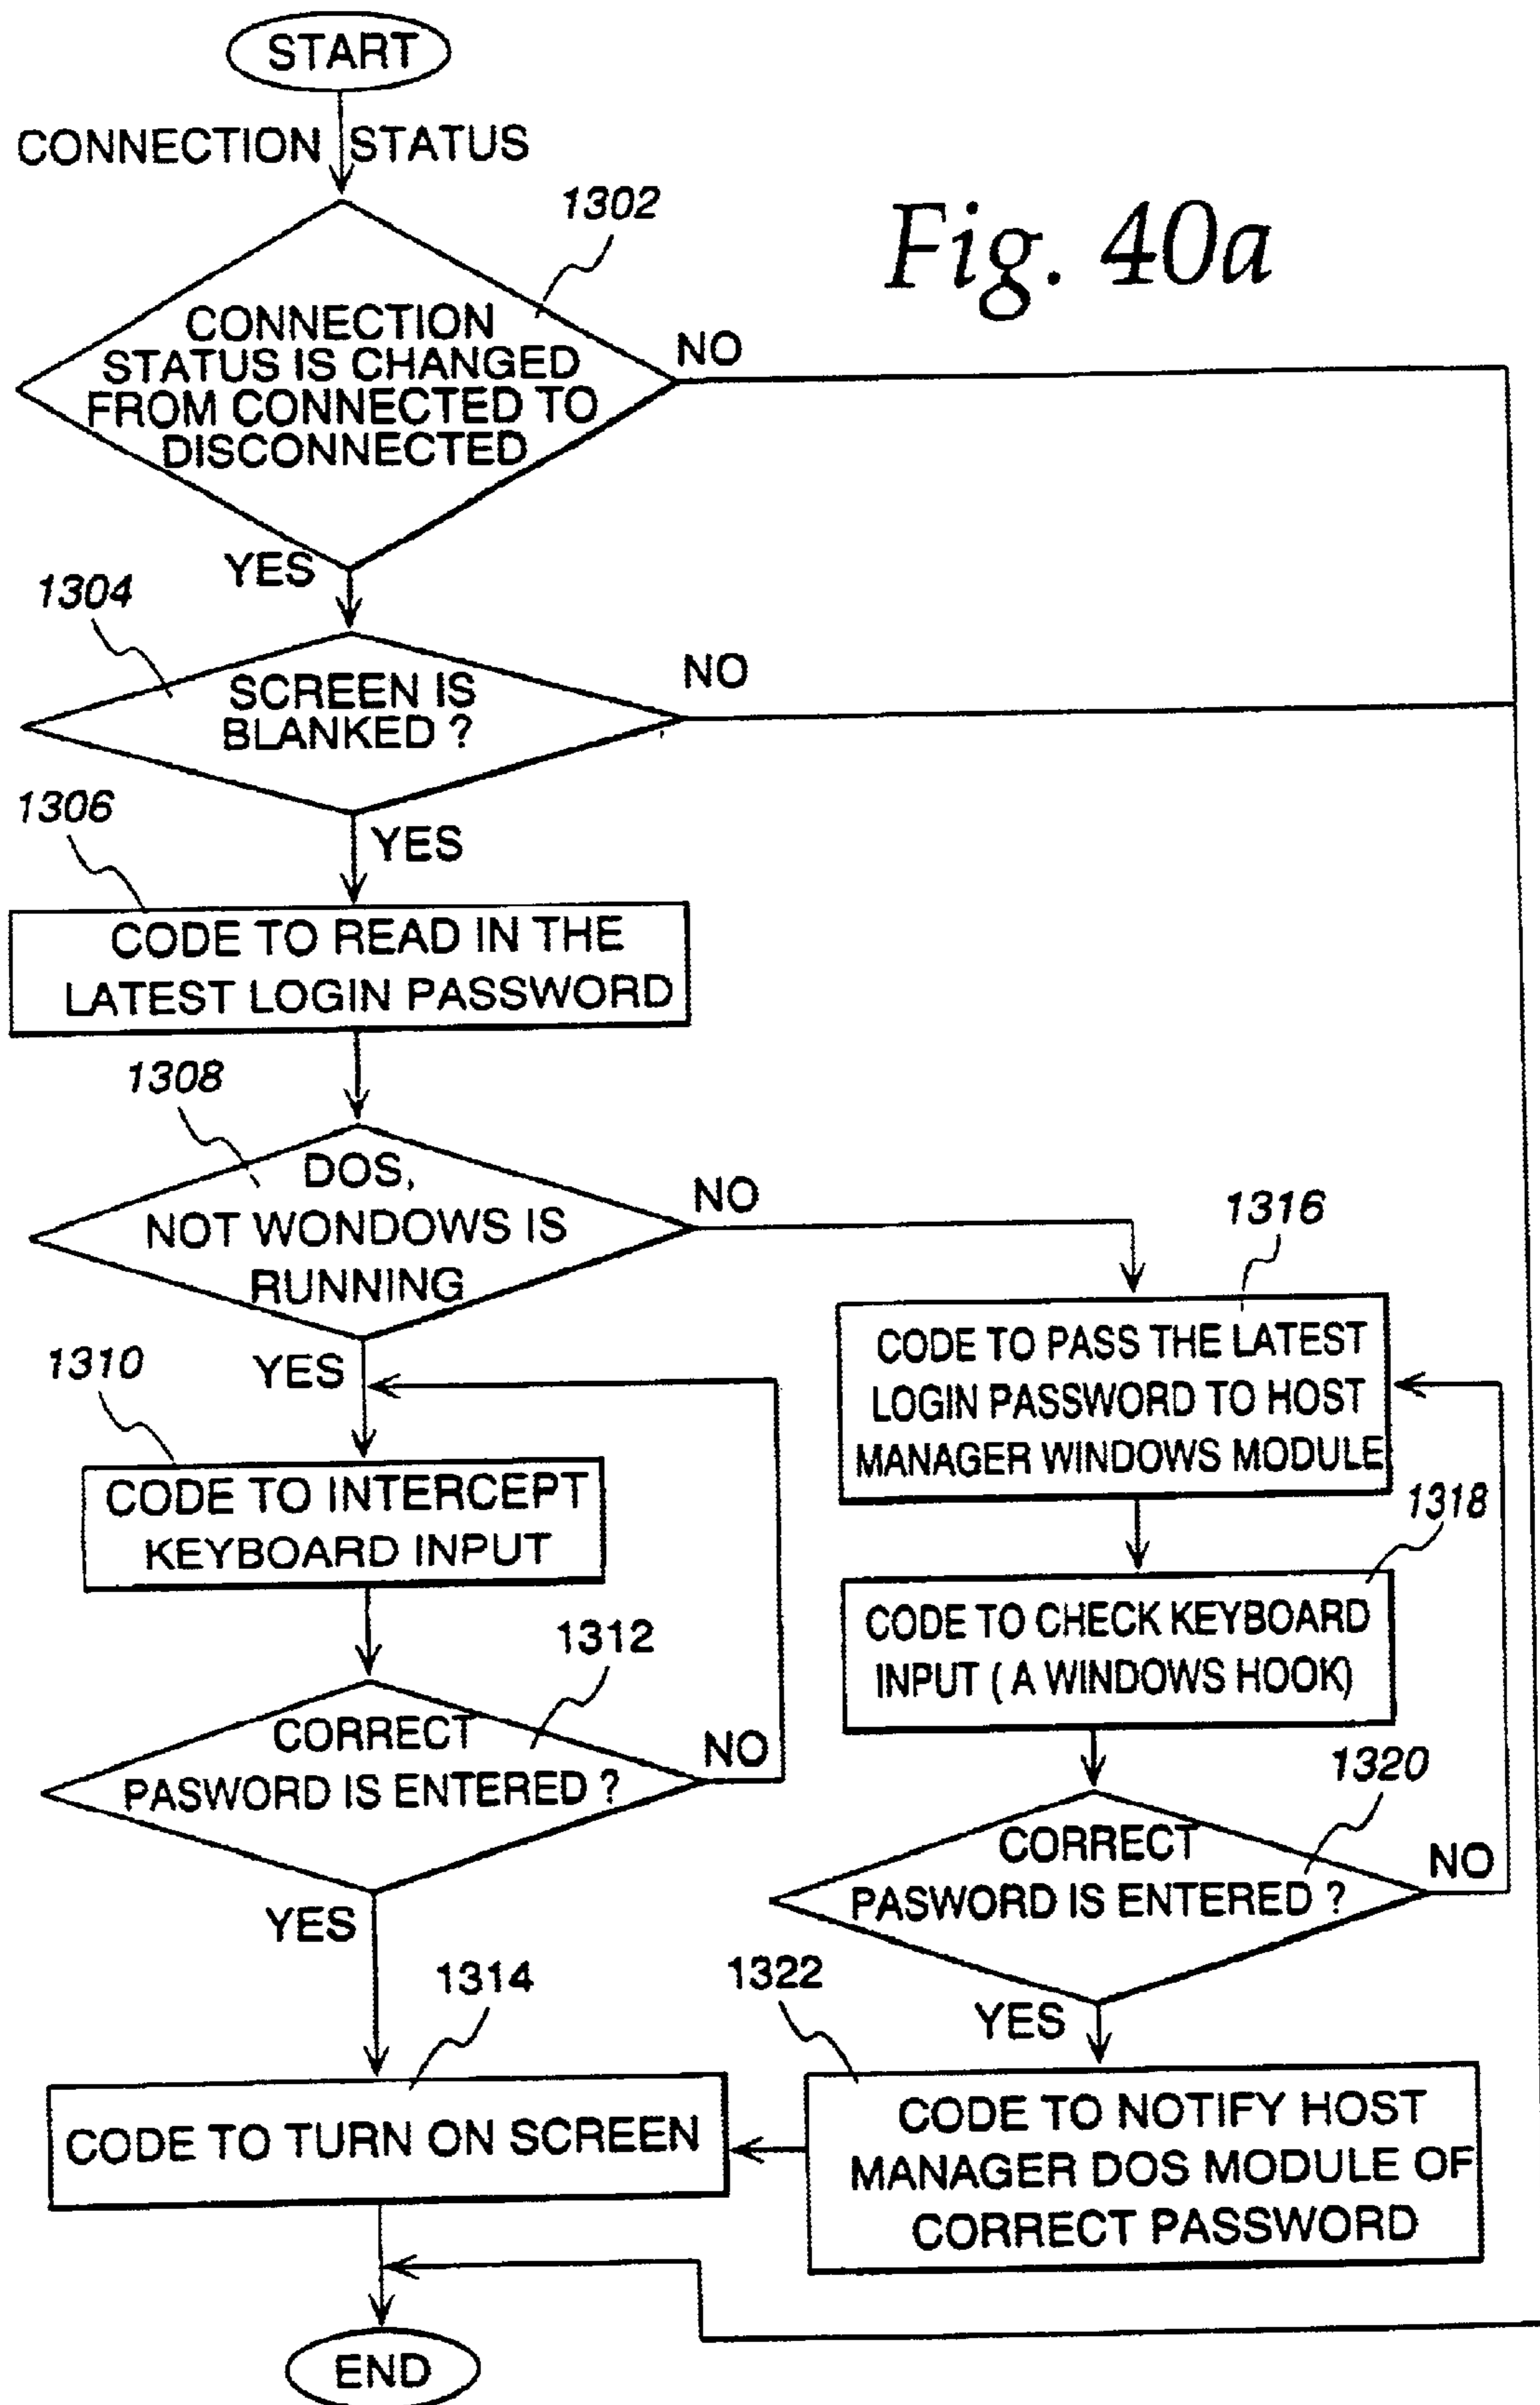 START
CONNECTION STATUS
1302
Fig. 40a
CONNECTION
STATUS IS CHANGED
FROM CONNECTED TO
DISCONNECTED
NO
YES
1304
SCREEN IS
BLANKED ?
NO
YES
1306
CODE TO READ IN THE
LATEST LOGIN PASSWORD
1308
DOS,
NOT WONDOWS IS
RUNNING
NO
YES
1310
CODE TO INTERCEPT
KEYBOARD INPUT
1312
CORRECT
PASWORD IS ENTERED ?
NO
YES
1314
CODE TO TURN ON SCREEN
1316
CODE TO PASS THE LATEST
LOGIN PASSWORD TO HOST
MANAGER WINDOWS MODULE
1318
CODE TO CHECK KEYBOARD
INPUT ( A WINDOWS HOOK)
1320
CORRECT
PASWORD IS ENTERED ?
NO
YES
1322
CODE TO NOTIFY HOST
MANAGER DOS MODULE OF
CORRECT PASSWORD
END